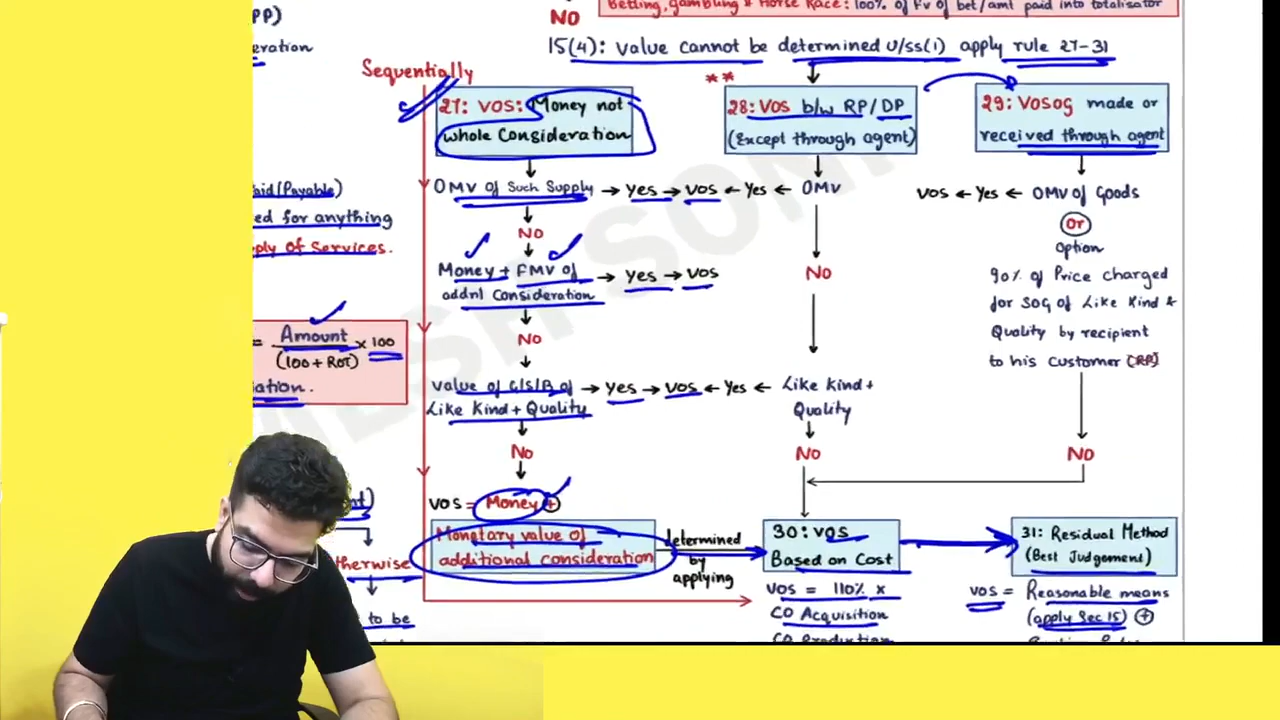 PP)
eration
aid/Payable)
ed for anything
ply of Services.
= Amount × 100
(100 + ROT)
iation.
nt)
therwise
to be
Betting, gambling & Horse Race: 100% of FV of bet/amt paid into totalisator
NO
15(4): Value cannot be determined U/ss(1) apply rule 27-31
Sequentially
27: VOS: Money not
whole Consideration
OMV of Such Supply → Yes → VOS ← Yes ← OMV
NO
Money + FMV of → Yes → VOS
addnl Consideration
NO
Value of G/S/B of → Yes → VOS ← Yes ← Like Kind +
Like Kind + Quality
Quality
No
VOS = Money +
Monetary value of
additional consideration
determined
by
applying
**
28: VOS b/w RP/DP
(Except through agent)
NO
NO
30: VOS
Based on Cost
VOS = 110% x
CO Acquisition
CO Production
29: VOSOG made or
received through agent
VOS ← Yes ← OMV of Goods
Or
Option
90% of Price charged
for SOG of Like Kind &
Quality by recipient
to his Customer (RP)
NO
31: Residual Method
(Best Judgement)
VOS = Reasonable means
(apply Sec 15) +